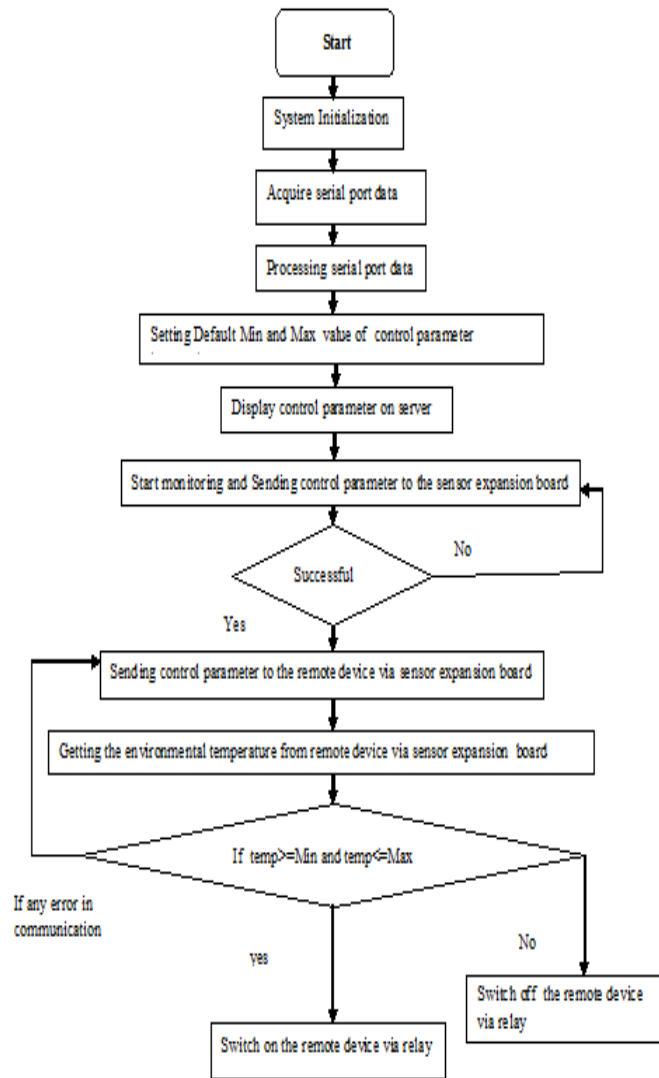 Start
System Initialization
Acquire serial port data
Processing serial port data
Setting Default Min and Max value of control parameter
Display control parameter on server
Start monitoring and Sending control parameter to the sensor expansion board
No
Successful
Yes
Sending control parameter to the remote device via sensor expansion board
Getting the environmental temperature from remote device via sensor expansion board
If temp>=Min and temp<=Max
If any error in
communication
No
yes
Switch off the remote device
via relay
Switch on the remote device via relay